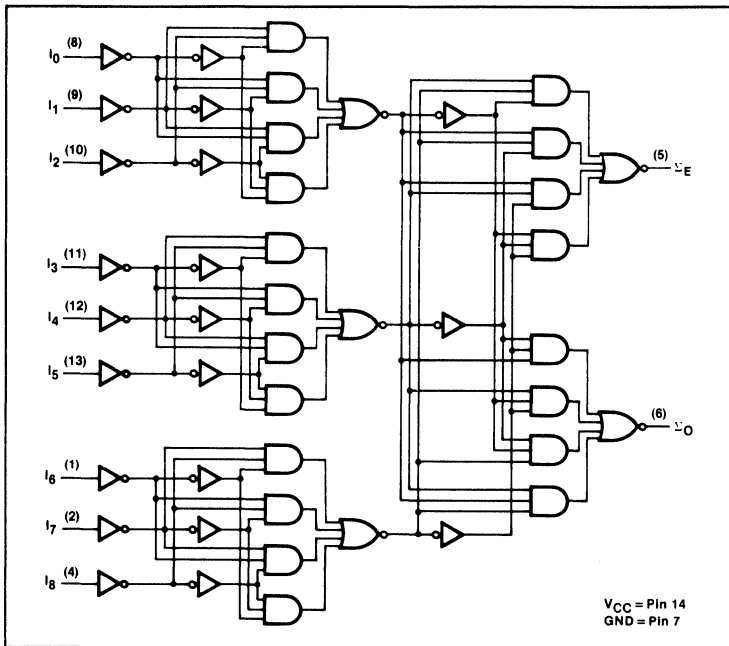 (8)
I0
(9)
I1
(10)
I2
(11)
I3
(12)
I4
(13)
I5
(1)
I6
(2)
I7
(4)
I8
(5)
ΣE
(6)
ΣO
VCC = Pin 14
GND = Pin 7